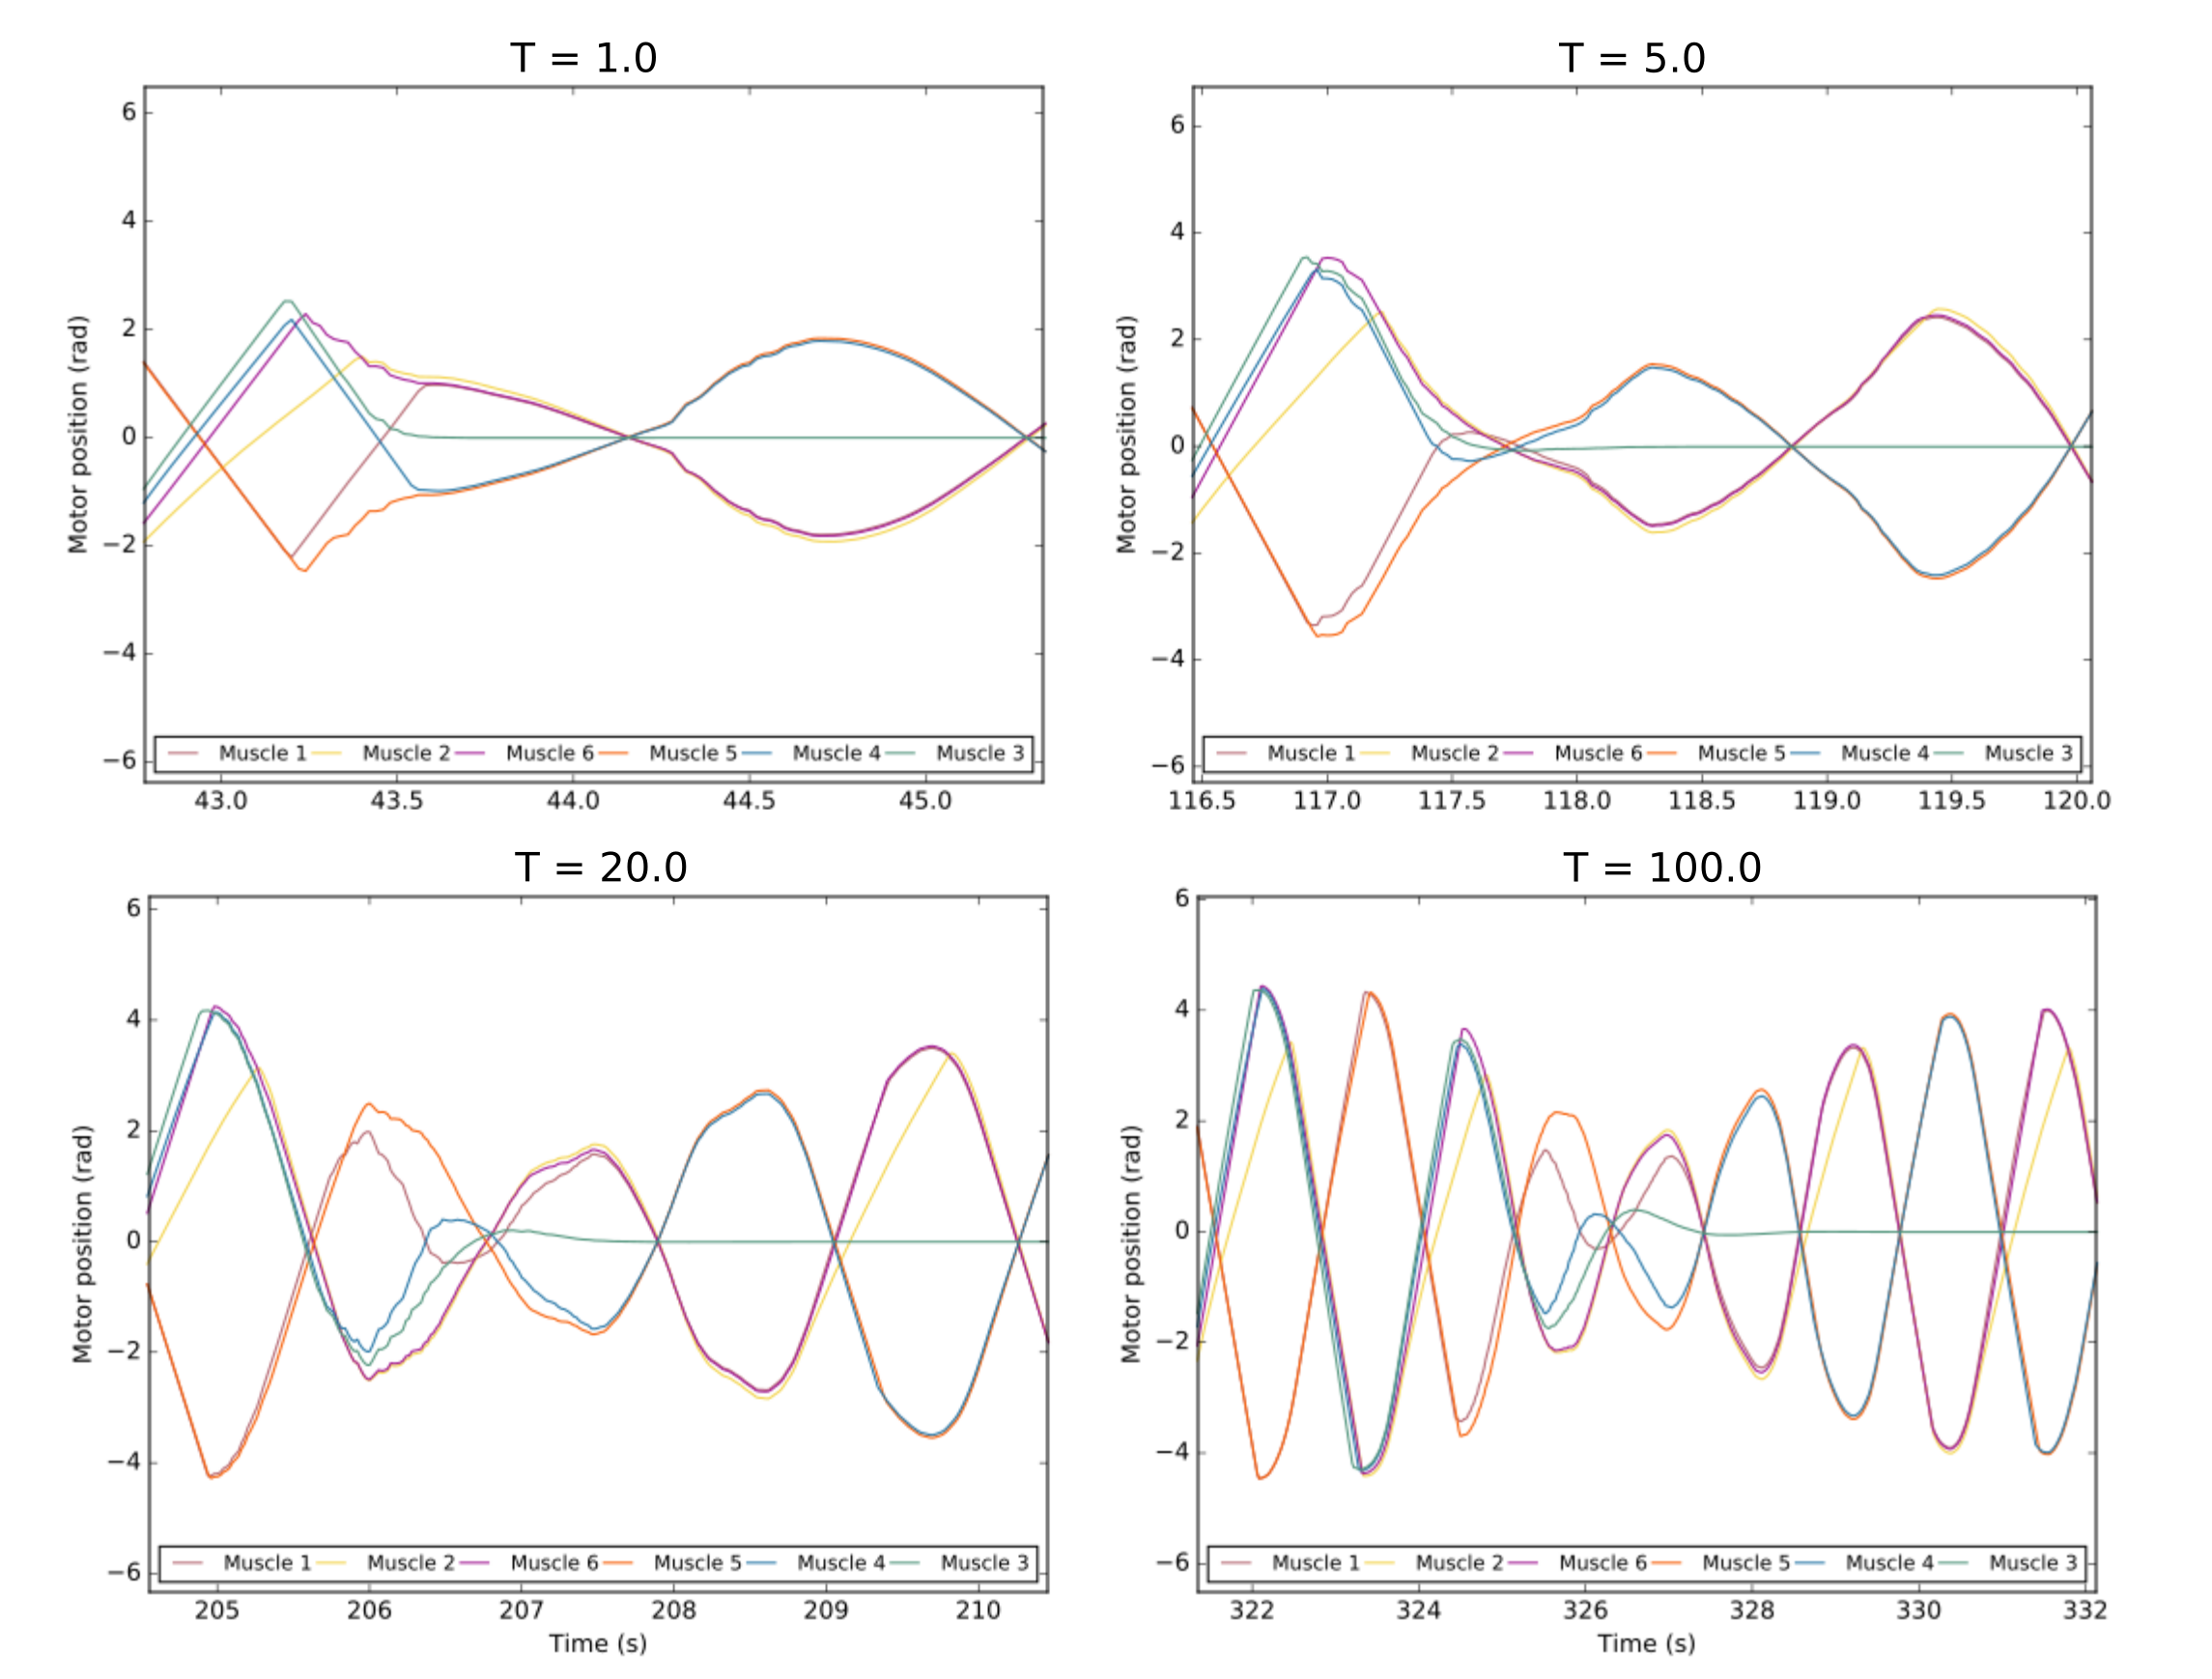 T = 1.0
T = 5.0
6
4
2
0
−2
−4
−6
Motor position (rad)
Muscle 1 Muscle 2 Muscle 6 Muscle 5 Muscle 4 Muscle 3
43.0 43.5 44.0 44.5 45.0
6
4
2
0
−2
−4
−6
Motor position (rad)
Muscle 1 Muscle 2 Muscle 6 Muscle 5 Muscle 4 Muscle 3
116.5 117.0 117.5 118.0 118.5 119.0 119.5 120.0
T = 20.0
T = 100.0
6
4
2
0
−2
−4
−6
Motor position (rad)
Muscle 1 Muscle 2 Muscle 6 Muscle 5 Muscle 4 Muscle 3
205 206 207 208 209 210
Time (s)
6
4
2
0
−2
−4
−6
Motor position (rad)
Muscle 1 Muscle 2 Muscle 6 Muscle 5 Muscle 4 Muscle 3
322 324 326 328 330 332
Time (s)